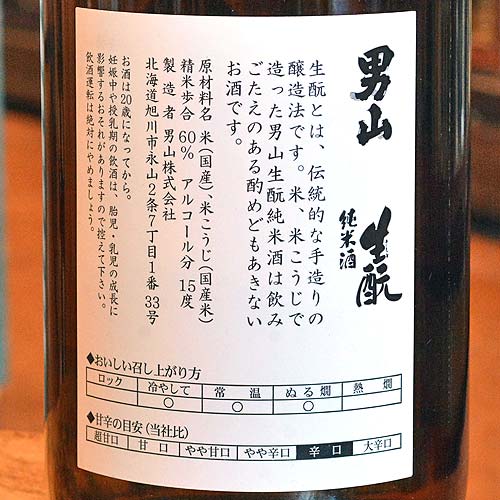 男山 生酛
純米酒
生酛とは、伝統的な手造りの
醸造法です。米、米こうじで
造った男山生酛純米酒は飲み
ごたえのある酌めどもあきない
お酒です。
原材料名 米(国産)、米こうじ(国産米)
精米歩合 60% アルコール分 15度
製造者 男山株式会社
北海道旭川市永山2条7丁目1番33号
お酒は20歳になってから。
妊娠中や授乳期の飲酒は、胎児・乳児の成長に
影響するおそれがありますので控えて下さい。
飲酒運転は絶対にやめましょう。
◆おいしい召し上がり方
ロック 冷やして 常温 ぬる燗 熱燗
○ ○ ○
◆甘辛の目安(当社比)
超甘口 甘口 やや甘口 やや辛口 辛口 大辛口